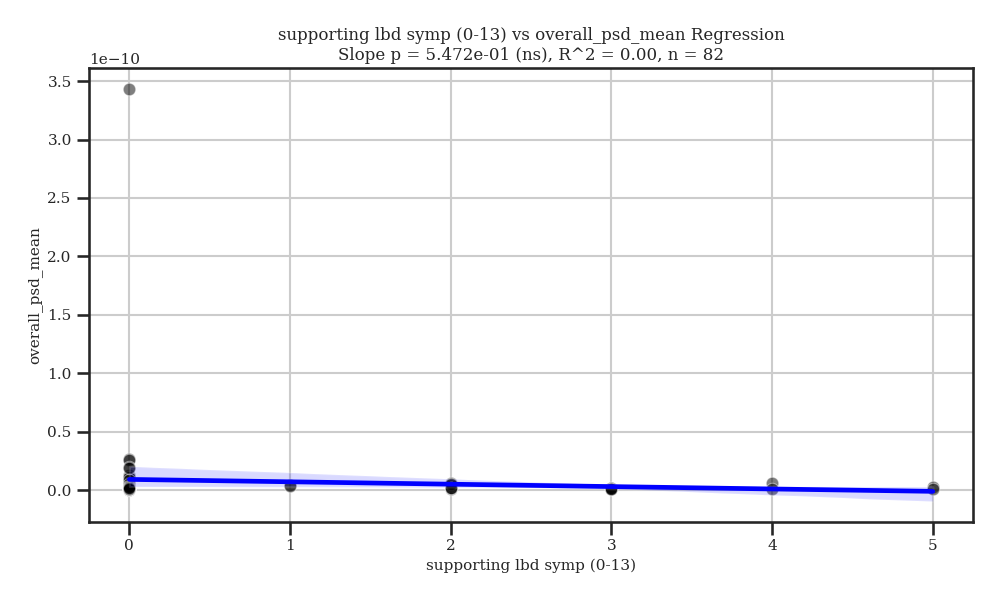 supporting lbd symp (0-13) vs overall_psd_mean Regression
Slope p = 5.472e-01 (ns), R^2 = 0.00, n = 82
1e−10
3.5
3.0
2.5
2.0
1.5
1.0
0.5
0.0
overall_psd_mean
0 1 2 3 4 5
supporting lbd symp (0-13)